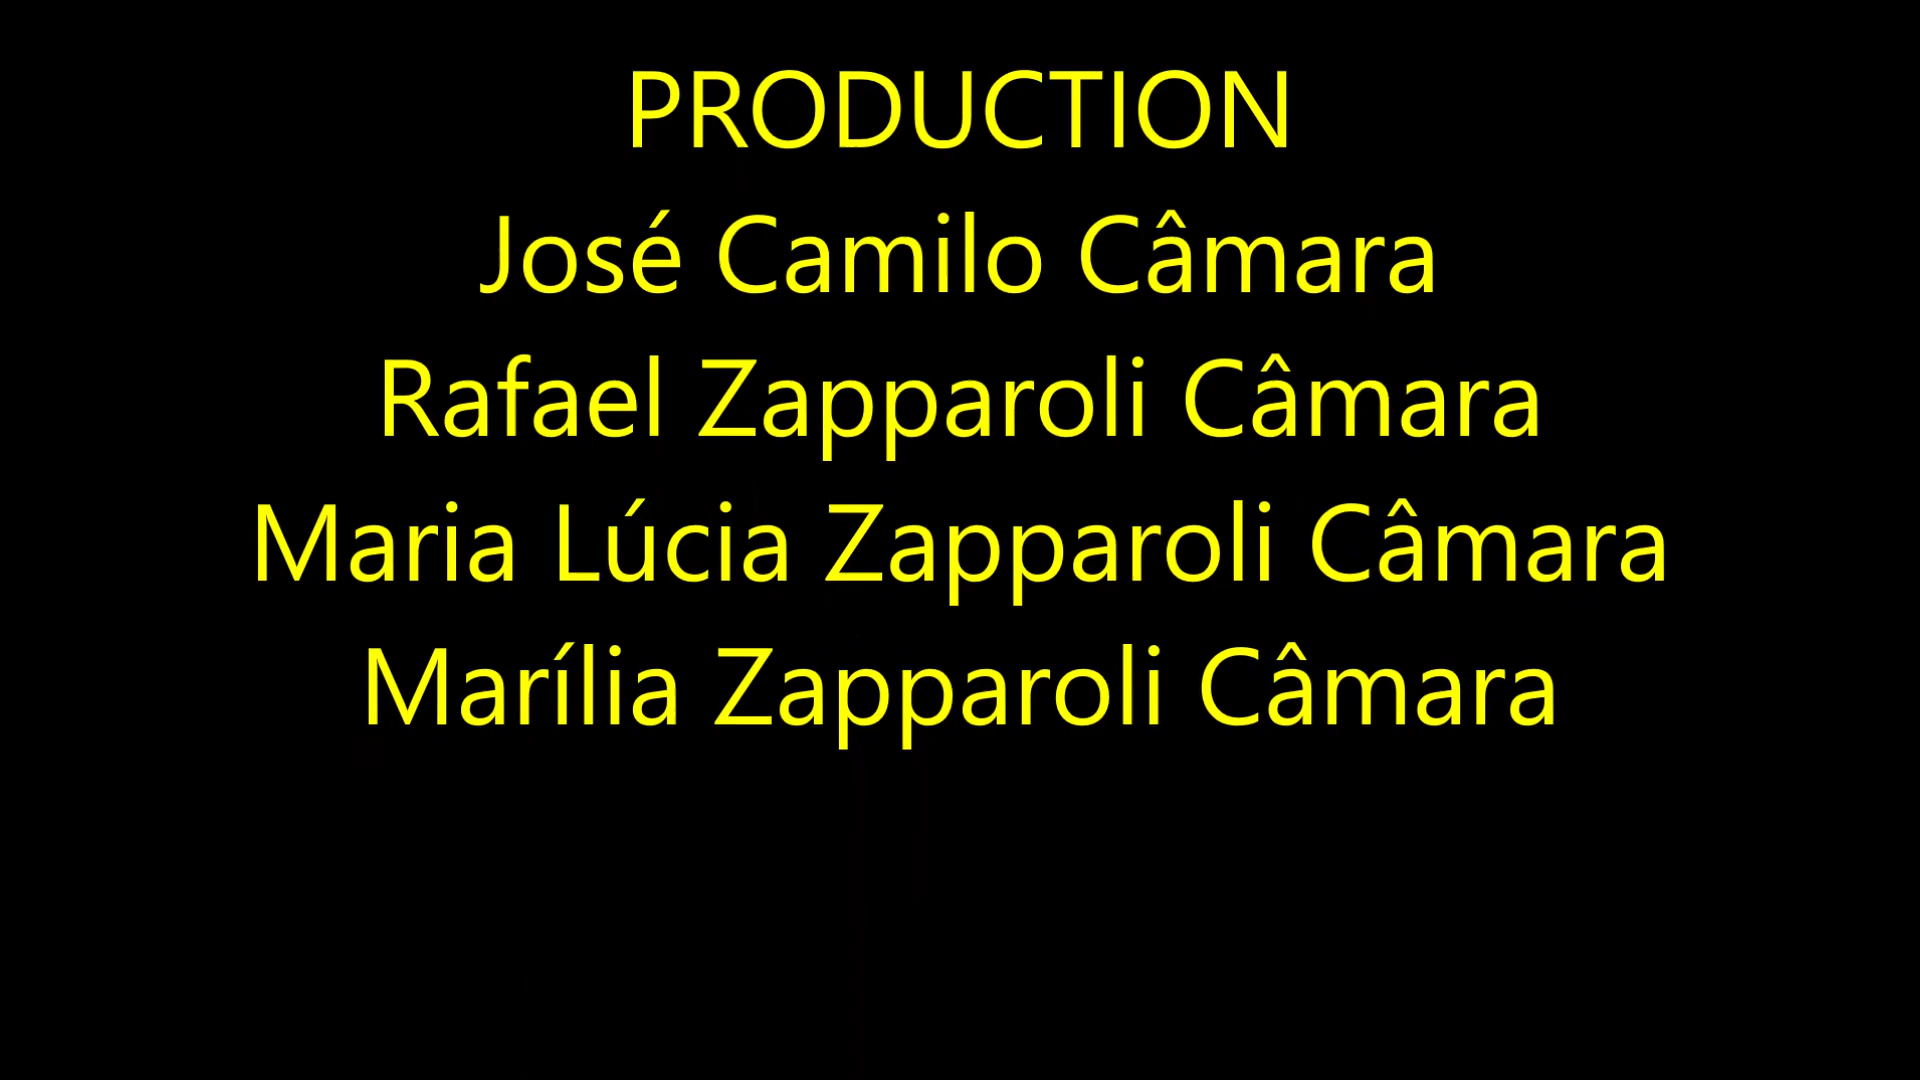 PRODUCTION
José Camilo Câmara
Rafael Zapparoli Câmara
Maria Lúcia Zapparoli Câmara
Marília Zapparoli Câmara